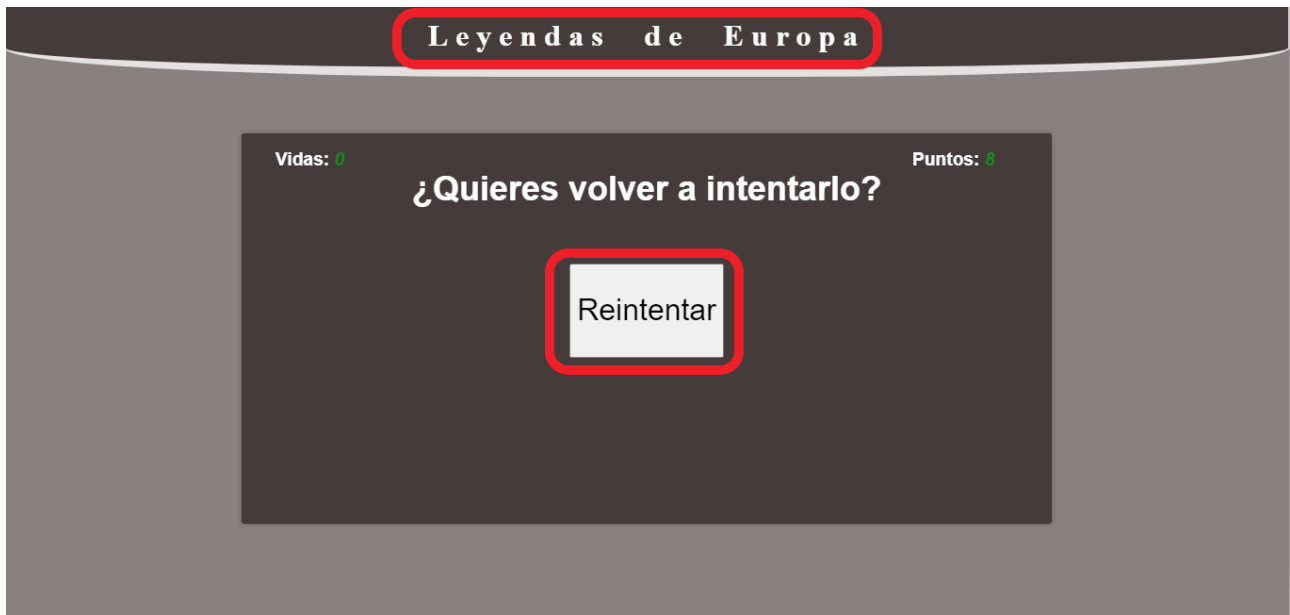 Leyendas de Europa
Vidas: 0 Puntos: 8
¿Quieres volver a intentarlo?
Reintentar